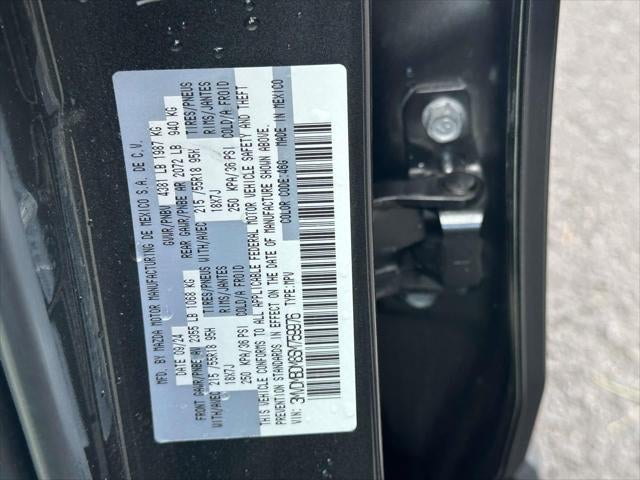 MFD. BY MAZDA MOTOR MANUFACTURING DE MEXICO S.A. DE C.V.
DATE 09/24 GVWR/PNBV 4381 LB 1987 KG
FRONT GAWR/PNBE AV 2355 LB 1068 KG REAR GAWR/PNBE AR 2072 LB 940 KG
WITH/AVEC 215 /55R18 95H TIRES/PNEUS WITH/AVEC 215 /55R18 95H TIRES/PNEUS
18X7J RIMS/JANTES 18X7J RIMS/JANTES
250 KPA/36 PSI COLD/A FROID 250 KPA/36 PSI COLD/A FROID
THIS VEHICLE CONFORMS TO ALL APPLICABLE FEDERAL MOTOR VEHICLE SAFETY AND THEFT
PREVENTION STANDARDS IN EFFECT ON THE DATE OF MANUFACTURE SHOWN ABOVE.
COLOR CODE:46G MADE IN MEXICO
VIN: TYPE:MPV